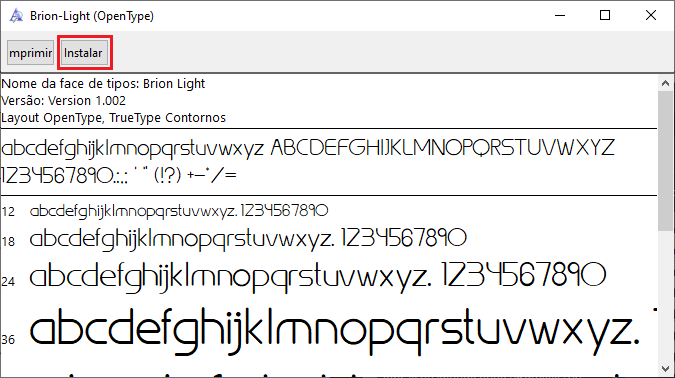 Brion-Light (OpenType)
mprimir Instalar
Nome da face de tipos: Brion Light
Versão: Version 1.002
Layout OpenType, TrueType Contornos
abcdefghijklmnopqrstuvwxyz ABCDEFGHIJKLMNOPQRSTUVWXYZ
1234567890.:,; ' " (!?) +-*/=
12 abcdefghijklmnopqrstuvwxyz. 1234567890
18 abcdefghijklmnopqrstuvwxyz. 1234567890
24 abcdefghijklmnopqrstuvwxyz. 1234567890
36 abcdefghijklmnopqrstuvwxyz.